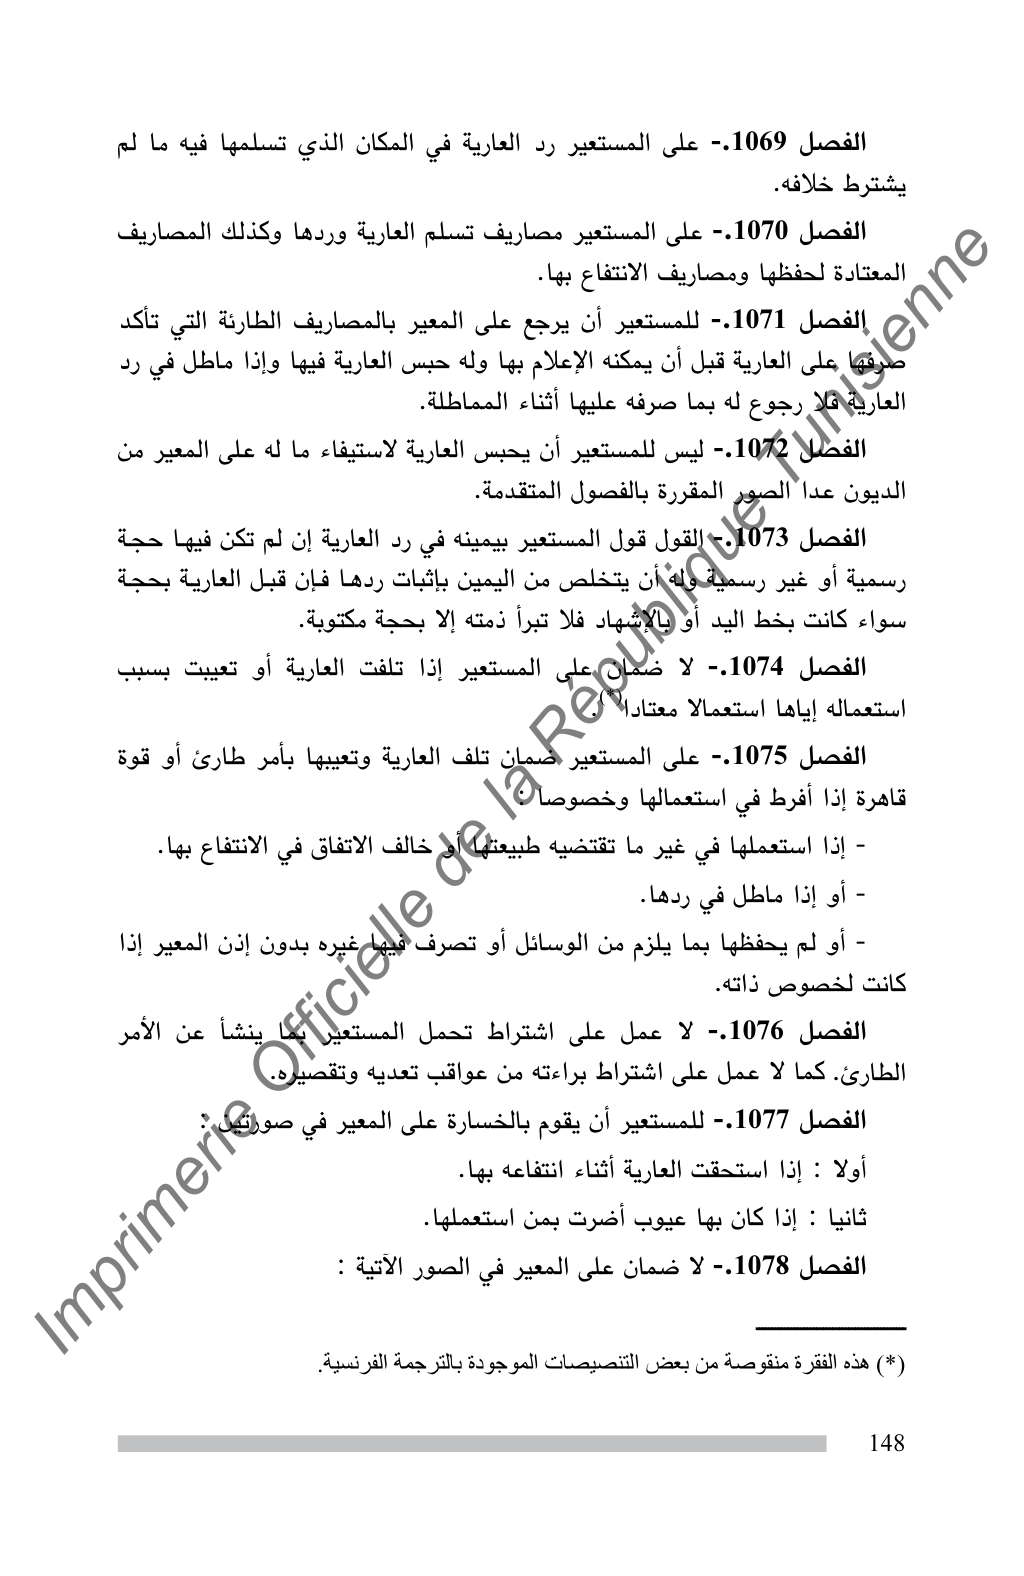 الفصل 1069.- على المستعير رد العارية في المكان الذي تسلمها فيه ما لم
يشترط خلافه.
الفصل 1070.- على المستعير مصاريف تسلم العارية وردها وكذلك المصاريف
المعتادة لحفظها ومصاريف الانتفاع بها.
الفصل 1071.- للمستعير أن يرجع على المعير بالمصاريف الطارئة التي تأكد
صرفها على العارية قبل أن يمكنه الإعلام بها وله حبس العارية فيها وإذا ماطل في رد
العارية فلا رجوع له بما صرفه عليها أثناء المماطلة.
الفصل 1072.- ليس للمستعير أن يحبس العارية لاستيفاء ما له على المعير من
الديون عدا الصور المقررة بالفصول المتقدمة.
الفصل 1073.- القول قول المستعير بيمينه في رد العارية إن لم تكن فيها حجة
رسمية أو غير رسمية وله أن يتخلص من اليمين بإثبات ردها فإن قبل العارية بحجة
سواء كانت بخط اليد أو بالإشهاد فلا تبرأ ذمته إلا بحجة مكتوبة.
الفصل 1074.- لا ضمان على المستعير إذا تلفت العارية أو تعيبت بسبب
استعماله إياها استعمالا معتادا(*).
الفصل 1075.- على المستعير ضمان تلف العارية وتعيبها بأمر طارئ أو قوة
قاهرة إذا أفرط في استعمالها وخصوصا :
- إذا استعملها في غير ما تقتضيه طبيعتها أو خالف الاتفاق في الانتفاع بها.
- أو إذا ماطل في ردها.
- أو لم يحفظها بما يلزم من الوسائل أو تصرف فيها غيره بدون إذن المعير إذا
كانت لخصوص ذاته.
الفصل 1076.- لا عمل على اشتراط تحمل المستعير بما ينشأ عن الأمر
الطارئ. كما لا عمل على اشتراط براءته من عواقب تعديه وتقصيره.
الفصل 1077.- للمستعير أن يقوم بالخسارة على المعير في صورتين :
أولا : إذا استحقت العارية أثناء انتفاعه بها.
ثانيا : إذا كان بها عيوب أضرت بمن استعملها.
الفصل 1078.- لا ضمان على المعير في الصور الآتية :
(*) هذه الفقرة منقوصة من بعض التنصيصات الموجودة بالترجمة الفرنسية.
148
Imprimerie Officielle de la République Tunisienne